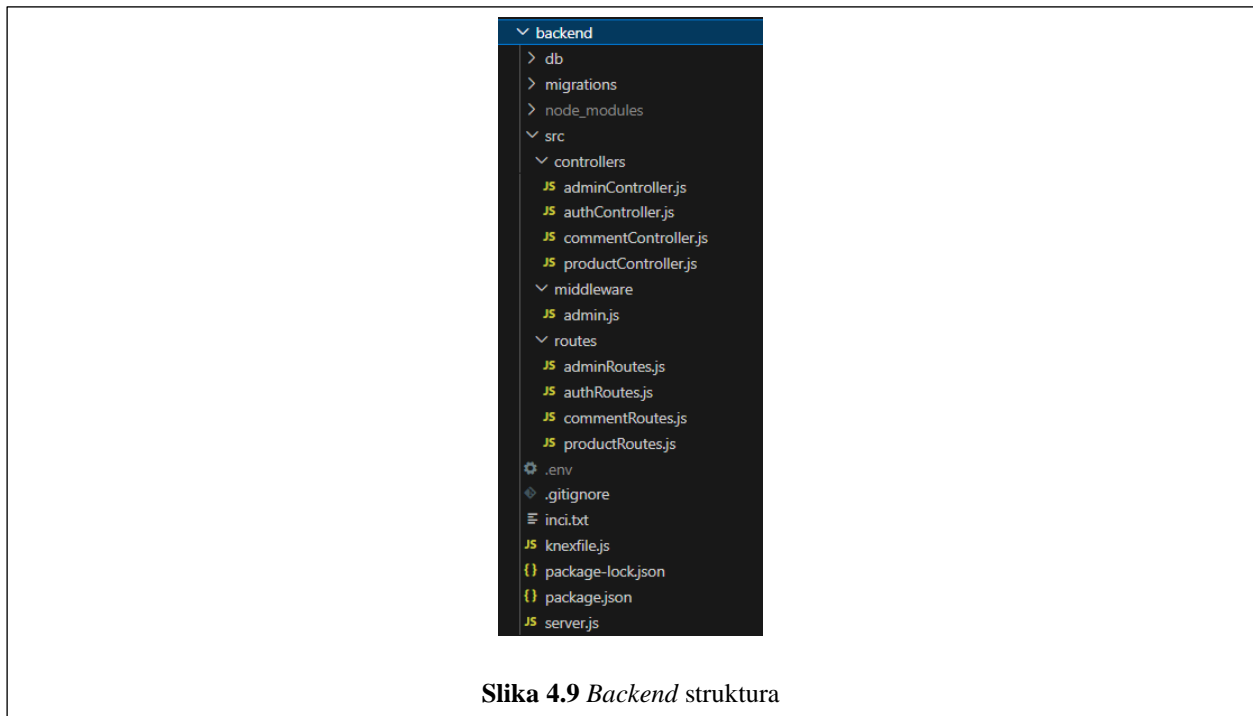 backend
db
migrations
node_modules
src
controllers
JS adminController.js
JS authController.js
JS commentController.js
JS productController.js
middleware
JS admin.js
routes
JS adminRoutes.js
JS authRoutes.js
JS commentRoutes.js
JS productRoutes.js
.env
.gitignore
inci.txt
JS knexfile.js
{} package-lock.json
{} package.json
JS server.js
Slika 4.9 Backend struktura